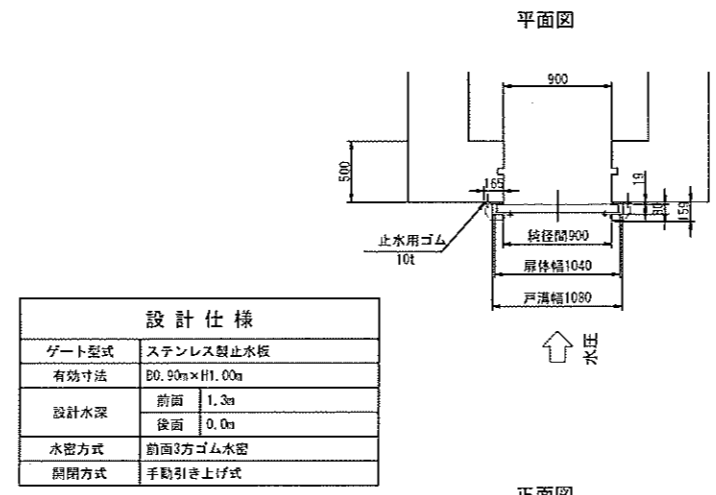 平面図
900
500
165
19
80
159
止水用ゴム
10t
純径間900
扉体幅1040
戸溝幅1080
水圧
設計仕様
ゲート型式 ステンレス製止水板
有効寸法 B0.90m×H1.00m
設計水深 前面 1.3m
後面 0.0m
水密方式 前面3方ゴム水密
開閉方式 手動引き上げ式
正面図